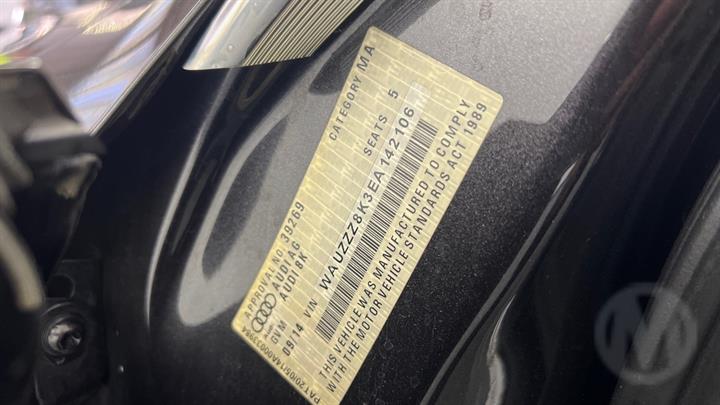 APPROVAL NO. 39269
CATEGORY MA
AUDI AG
AUDI 8K
SEATS 5
GVM
09/14
VIN
WAUZZZ8K3EA142106
THIS VEHICLE WAS MANUFACTURED TO COMPLY
WITH THE MOTOR VEHICLE STANDARDS ACT 1989
M